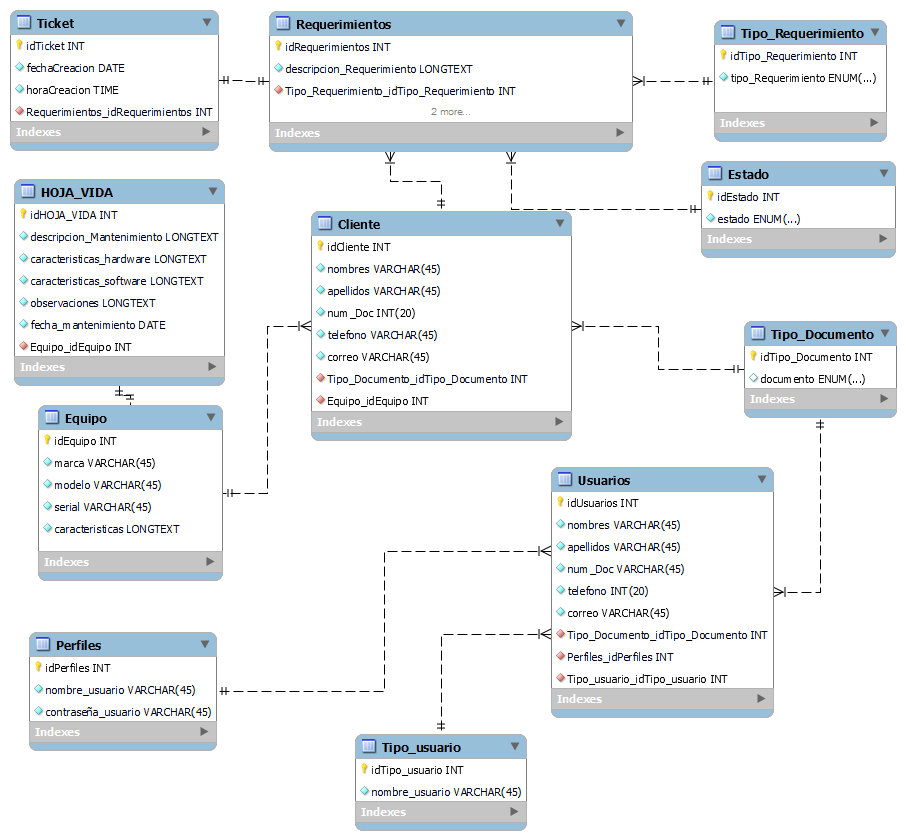 Ticket
idTicket INT
fechaCreacion DATE
horaCreacion TIME
Requerimientos_idRequerimientos INT
Indexes
Requerimientos
idRequerimientos INT
descripcion_Requerimiento LONGTEXT
Tipo_Requerimiento_idTipo_Requerimiento INT
2 more...
Indexes
Tipo_Requerimiento
idTipo_Requerimiento INT
tipo_Requerimiento ENUM(...)
Indexes
HOJA_VIDA
idHOJA_VIDA INT
descripcion_Mantenimiento LONGTEXT
caracteristicas_hardware LONGTEXT
caracteristicas_software LONGTEXT
observaciones LONGTEXT
fecha_mantenimiento DATE
Equipo_idEquipo INT
Indexes
Cliente
idCliente INT
nombres VARCHAR(45)
apellidos VARCHAR(45)
num_Doc INT(20)
telefono VARCHAR(45)
correo VARCHAR(45)
Tipo_Documento_idTipo_Documento INT
Equipo_idEquipo INT
Indexes
Estado
idEstado INT
estado ENUM(...)
Indexes
Tipo_Documento
idTipo_Documento INT
documento ENUM(...)
Indexes
Equipo
idEquipo INT
marca VARCHAR(45)
modelo VARCHAR(45)
serial VARCHAR(45)
caracteristicas LONGTEXT
Indexes
Usuarios
idUsuarios INT
nombres VARCHAR(45)
apellidos VARCHAR(45)
num_Doc VARCHAR(45)
telefono INT(20)
correo VARCHAR(45)
Tipo_Documento_idTipo_Documento INT
Perfiles_idPerfiles INT
Tipo_usuario_idTipo_usuario INT
Indexes
Perfiles
idPerfiles INT
nombre_usuario VARCHAR(45)
contraseña_usuario VARCHAR(45)
Indexes
Tipo_usuario
idTipo_usuario INT
nombre_usuario VARCHAR(45)
Indexes